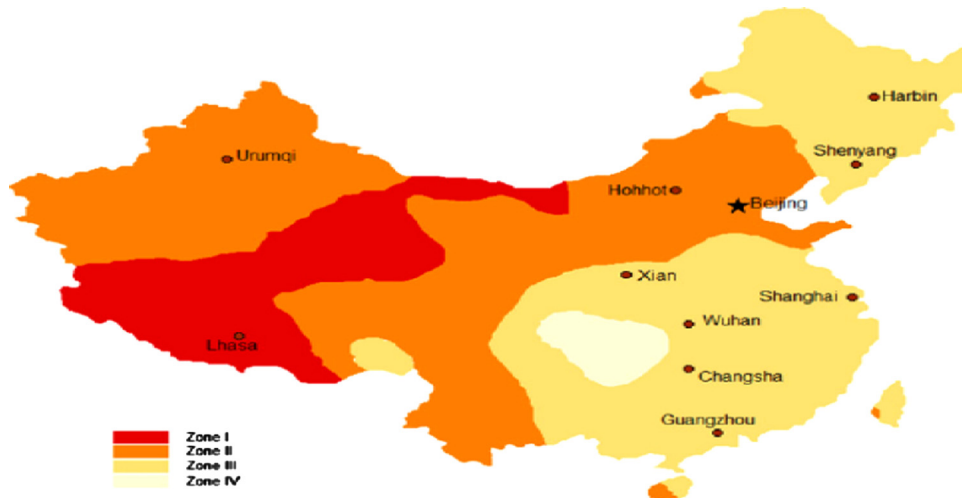 Harbin
Shenyang
Urumqi
Hohhot
Beijing
Xian
Shanghai
Wuhan
Lhasa
Changsha
Guangzhou
Zone I
Zone II
Zone III
Zone IV